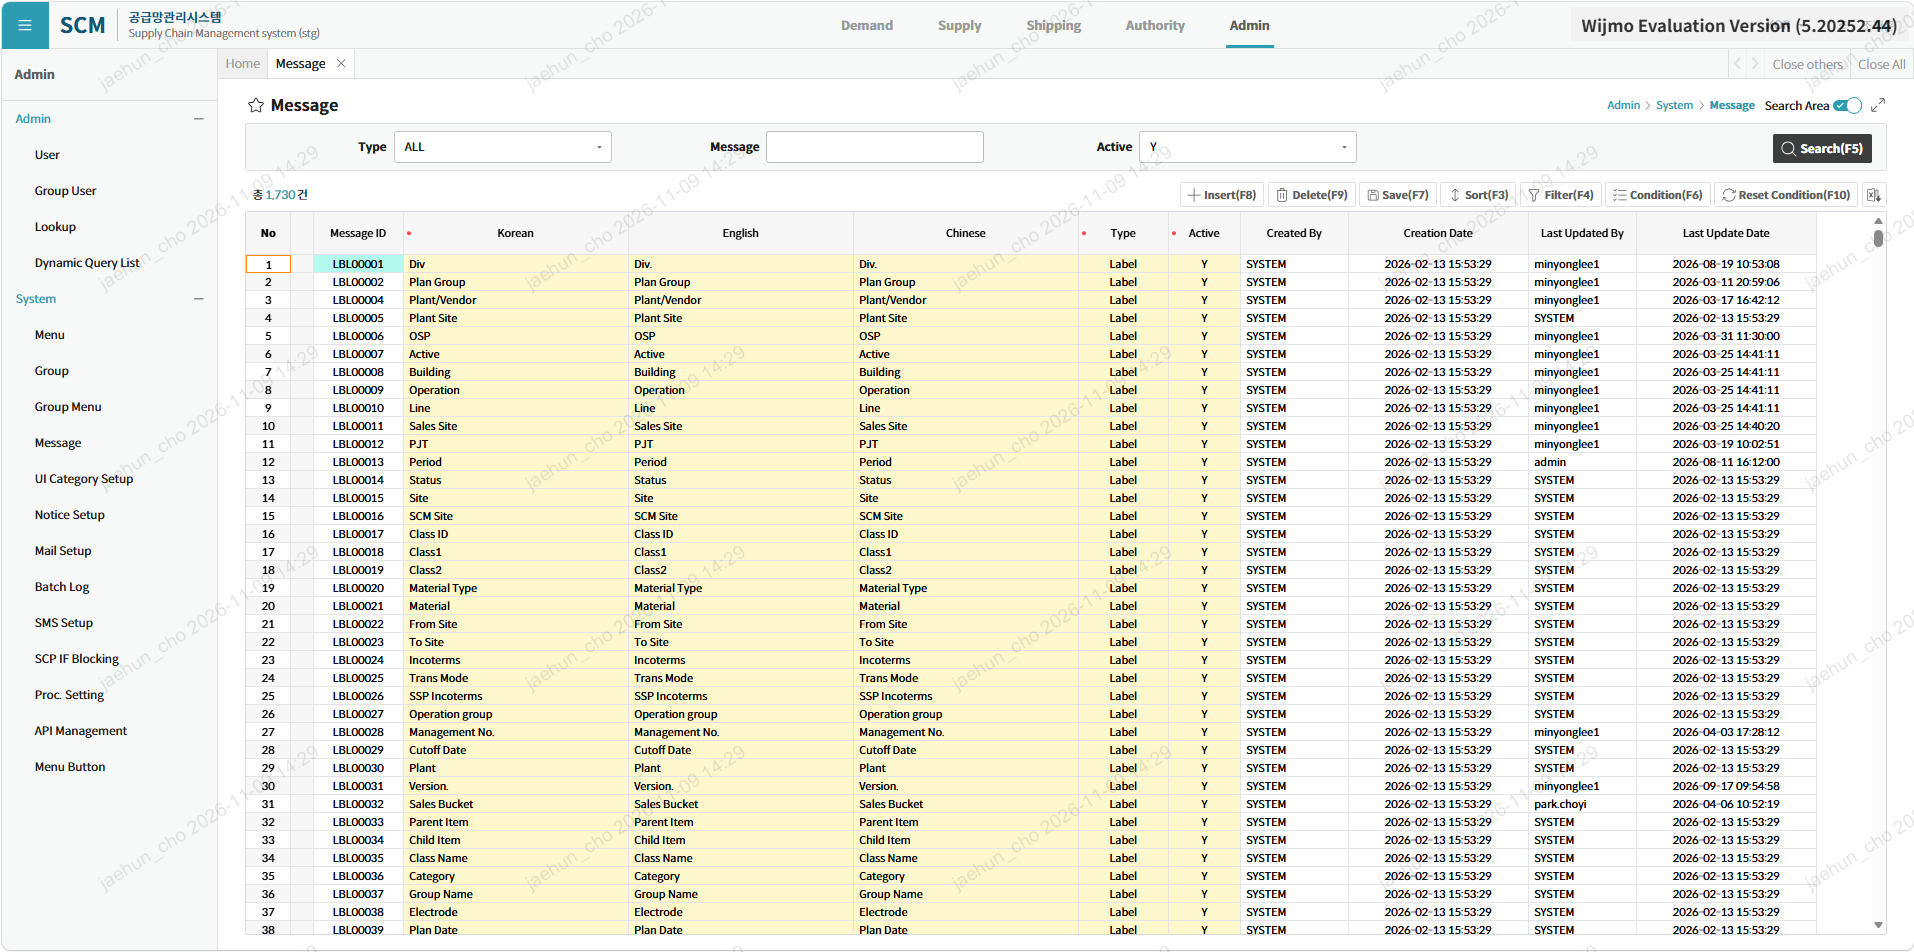 SCM 공급망관리시스템
Supply Chain Management system (stg)
Demand Supply Shipping Authority Admin
Wijmo Evaluation Version (5.20252.44)
Admin
Home Message
Close others Close All
Message
Admin > System > Message Search Area
Type ALL Message Active Y Search(F5)
총 1,730 건
Insert(F8) Delete(F9) Save(F7) Sort(F3) Filter(F4) Condition(F6) Reset Condition(F10)
Admin
User
Group User
Lookup
Dynamic Query List
System
Menu
Group
Group Menu
Message
UI Category Setup
Notice Setup
Mail Setup
Batch Log
SMS Setup
SCP IF Blocking
Proc. Setting
API Management
Menu Button
No Message ID Korean English Chinese Type Active Created By Creation Date Last Updated By Last Update Date
1 LBL00001 Div Div. Div. Label Y SYSTEM 2026-02-13 15:53:29 minyonglee1 2026-08-19 10:53:08
2 LBL00002 Plan Group Plan Group Plan Group Label Y SYSTEM 2026-02-13 15:53:29 minyonglee1 2026-03-11 20:59:06
3 LBL00004 Plant/Vendor Plant/Vendor Plant/Vendor Label Y SYSTEM 2026-02-13 15:53:29 minyonglee1 2026-03-17 16:42:12
4 LBL00005 Plant Site Plant Site Plant Site Label Y SYSTEM 2026-02-13 15:53:29 SYSTEM 2026-02-13 15:53:29
5 LBL00006 OSP OSP OSP Label Y SYSTEM 2026-02-13 15:53:29 minyonglee1 2026-03-31 11:30:00
6 LBL00007 Active Active Active Label Y SYSTEM 2026-02-13 15:53:29 minyonglee1 2026-03-25 14:41:11
7 LBL00008 Building Building Building Label Y SYSTEM 2026-02-13 15:53:29 minyonglee1 2026-03-25 14:41:11
8 LBL00009 Operation Operation Operation Label Y SYSTEM 2026-02-13 15:53:29 minyonglee1 2026-03-25 14:41:11
9 LBL00010 Line Line Line Label Y SYSTEM 2026-02-13 15:53:29 minyonglee1 2026-03-25 14:41:11
10 LBL00011 Sales Site Sales Site Sales Site Label Y SYSTEM 2026-02-13 15:53:29 minyonglee1 2026-03-25 14:40:20
11 LBL00012 PJT PJT PJT Label Y SYSTEM 2026-02-13 15:53:29 minyonglee1 2026-03-19 10:02:51
12 LBL00013 Period Period Period Label Y SYSTEM 2026-02-13 15:53:29 admin 2026-08-11 16:12:00
13 LBL00014 Status Status Status Label Y SYSTEM 2026-02-13 15:53:29 SYSTEM 2026-02-13 15:53:29
14 LBL00015 Site Site Site Label Y SYSTEM 2026-02-13 15:53:29 SYSTEM 2026-02-13 15:53:29
15 LBL00016 SCM Site SCM Site SCM Site Label Y SYSTEM 2026-02-13 15:53:29 SYSTEM 2026-02-13 15:53:29
16 LBL00017 Class ID Class ID Class ID Label Y SYSTEM 2026-02-13 15:53:29 SYSTEM 2026-02-13 15:53:29
17 LBL00018 Class1 Class1 Class1 Label Y SYSTEM 2026-02-13 15:53:29 SYSTEM 2026-02-13 15:53:29
18 LBL00019 Class2 Class2 Class2 Label Y SYSTEM 2026-02-13 15:53:29 SYSTEM 2026-02-13 15:53:29
19 LBL00020 Material Type Material Type Material Type Label Y SYSTEM 2026-02-13 15:53:29 SYSTEM 2026-02-13 15:53:29
20 LBL00021 Material Material Material Label Y SYSTEM 2026-02-13 15:53:29 SYSTEM 2026-02-13 15:53:29
21 LBL00022 From Site From Site From Site Label Y SYSTEM 2026-02-13 15:53:29 SYSTEM 2026-02-13 15:53:29
22 LBL00023 To Site To Site To Site Label Y SYSTEM 2026-02-13 15:53:29 SYSTEM 2026-02-13 15:53:29
23 LBL00024 Incoterms Incoterms Incoterms Label Y SYSTEM 2026-02-13 15:53:29 SYSTEM 2026-02-13 15:53:29
24 LBL00025 Trans Mode Trans Mode Trans Mode Label Y SYSTEM 2026-02-13 15:53:29 SYSTEM 2026-02-13 15:53:29
25 LBL00026 SSP Incoterms SSP Incoterms SSP Incoterms Label Y SYSTEM 2026-02-13 15:53:29 SYSTEM 2026-02-13 15:53:29
26 LBL00027 Operation group Operation group Operation group Label Y SYSTEM 2026-02-13 15:53:29 SYSTEM 2026-02-13 15:53:29
27 LBL00028 Management No. Management No. Management No. Label Y SYSTEM 2026-02-13 15:53:29 minyonglee1 2026-04-03 17:28:12
28 LBL00029 Cutoff Date Cutoff Date Cutoff Date Label Y SYSTEM 2026-02-13 15:53:29 SYSTEM 2026-02-13 15:53:29
29 LBL00030 Plant Plant Plant Label Y SYSTEM 2026-02-13 15:53:29 SYSTEM 2026-02-13 15:53:29
30 LBL00031 Version. Version. Version. Label Y SYSTEM 2026-02-13 15:53:29 minyonglee1 2026-09-17 09:54:58
31 LBL00032 Sales Bucket Sales Bucket Sales Bucket Label Y SYSTEM 2026-02-13 15:53:29 park.choyi 2026-04-06 10:52:19
32 LBL00033 Parent Item Parent Item Parent Item Label Y SYSTEM 2026-02-13 15:53:29 SYSTEM 2026-02-13 15:53:29
33 LBL00034 Child Item Child Item Child Item Label Y SYSTEM 2026-02-13 15:53:29 SYSTEM 2026-02-13 15:53:29
34 LBL00035 Class Name Class Name Class Name Label Y SYSTEM 2026-02-13 15:53:29 SYSTEM 2026-02-13 15:53:29
35 LBL00036 Category Category Category Label Y SYSTEM 2026-02-13 15:53:29 SYSTEM 2026-02-13 15:53:29
36 LBL00037 Group Name Group Name Group Name Label Y SYSTEM 2026-02-13 15:53:29 SYSTEM 2026-02-13 15:53:29
37 LBL00038 Electrode Electrode Electrode Label Y SYSTEM 2026-02-13 15:53:29 SYSTEM 2026-02-13 15:53:29
38 LBL00039 Plan Date Plan Date Plan Date Label Y SYSTEM 2026-02-13 15:53:29 SYSTEM 2026-02-13 15:53:29
jaehun_cho 2026-11-09 14:29